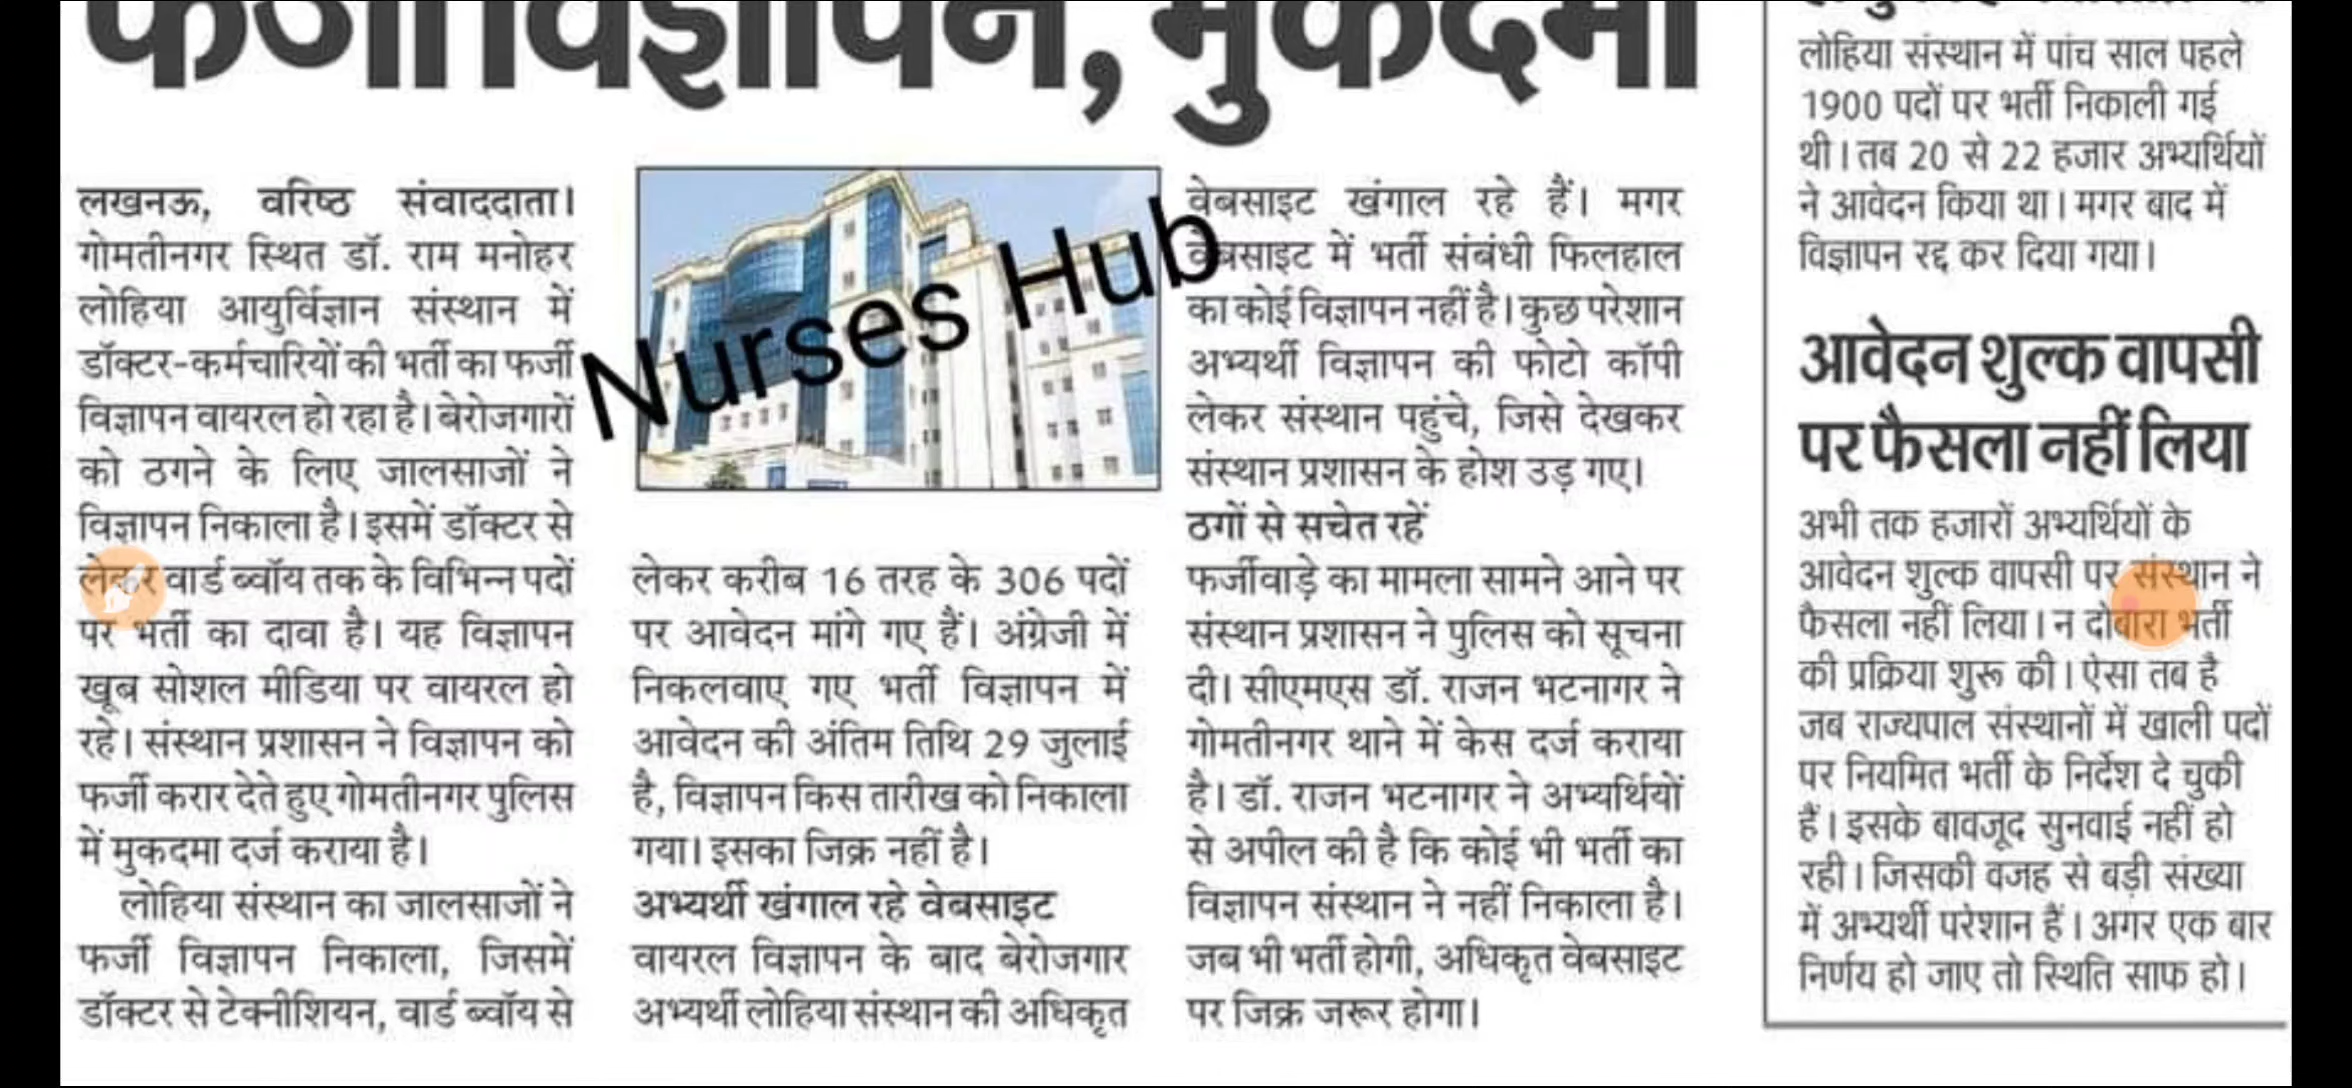 फर्जी विज्ञापन, मुकदमा
लखनऊ, वरिष्ठ संवाददाता।
गोमतीनगर स्थित डॉ. राम मनोहर
लोहिया आयुर्विज्ञान संस्थान में
डॉक्टर-कर्मचारियों की भर्ती का फर्जी
विज्ञापन वायरल हो रहा है। बेरोजगारों
को ठगने के लिए जालसाजों ने
विज्ञापन निकाला है। इसमें डॉक्टर से
लेकर वार्ड ब्वॉय तक के विभिन्न पदों
पर भर्ती का दावा है। यह विज्ञापन
खूब सोशल मीडिया पर वायरल हो
रहे। संस्थान प्रशासन ने विज्ञापन को
फर्जी करार देते हुए गोमतीनगर पुलिस
में मुकदमा दर्ज कराया है।
लोहिया संस्थान का जालसाजों ने
फर्जी विज्ञापन निकाला, जिसमें
डॉक्टर से टेक्नीशियन, वार्ड ब्वॉय से
Nurses Hub
लेकर करीब 16 तरह के 306 पदों
पर आवेदन मांगे गए हैं। अंग्रेजी में
निकलवाए गए भर्ती विज्ञापन में
आवेदन की अंतिम तिथि 29 जुलाई
है, विज्ञापन किस तारीख को निकाला
गया। इसका जिक्र नहीं है।
अभ्यर्थी खंगाल रहे वेबसाइट
वायरल विज्ञापन के बाद बेरोजगार
अभ्यर्थी लोहिया संस्थान की अधिकृत
वेबसाइट खंगाल रहे हैं। मगर
वेबसाइट में भर्ती संबंधी फिलहाल
का कोई विज्ञापन नहीं है। कुछ परेशान
अभ्यर्थी विज्ञापन की फोटो कॉपी
लेकर संस्थान पहुंचे, जिसे देखकर
संस्थान प्रशासन के होश उड़ गए।
ठगों से सचेत रहें
फर्जीवाड़े का मामला सामने आने पर
संस्थान प्रशासन ने पुलिस को सूचना
दी। सीएमएस डॉ. राजन भटनागर ने
गोमतीनगर थाने में केस दर्ज कराया
है। डॉ. राजन भटनागर ने अभ्यर्थियों
से अपील की है कि कोई भी भर्ती का
विज्ञापन संस्थान ने नहीं निकाला है।
जब भी भर्ती होगी, अधिकृत वेबसाइट
पर जिक्र जरूर होगा।
लोहिया संस्थान में पांच साल पहले
1900 पदों पर भर्ती निकाली गई
थी। तब 20 से 22 हजार अभ्यर्थियों
ने आवेदन किया था। मगर बाद में
विज्ञापन रद्द कर दिया गया।
आवेदन शुल्क वापसी
पर फैसला नहीं लिया
अभी तक हजारों अभ्यर्थियों के
आवेदन शुल्क वापसी पर संस्थान ने
फैसला नहीं लिया। न दोबारा भर्ती
की प्रक्रिया शुरू की। ऐसा तब है
जब राज्यपाल संस्थानों में खाली पदों
पर नियमित भर्ती के निर्देश दे चुकी
हैं। इसके बावजूद सुनवाई नहीं हो
रही। जिसकी वजह से बड़ी संख्या
में अभ्यर्थी परेशान हैं। अगर एक बार
निर्णय हो जाए तो स्थिति साफ हो।